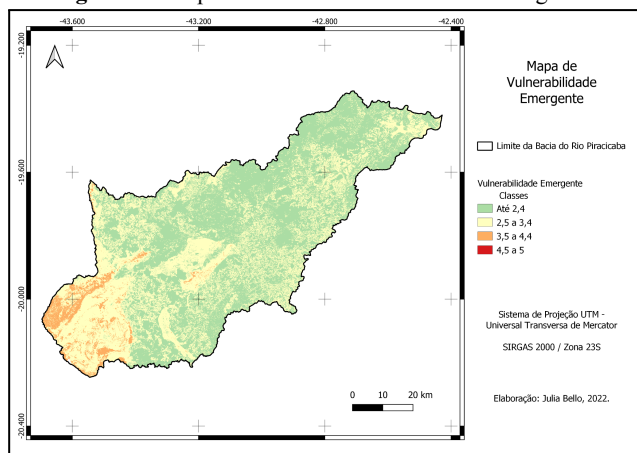 -43.600 -43.200 -42.800 -42.400
-19.200
-19.600
-20.000
-20.400
0 10 20 km
Mapa de
Vulnerabilidade
Emergente
Limite da Bacia do Rio Piracicaba
Vulnerabilidade Emergente
Classes
Até 2,4
2,5 a 3,4
3,5 a 4,4
4,5 a 5
Sistema de Projeção UTM -
Universal Transversa de Mercator
SIRGAS 2000 / Zona 23S
Elaboração: Julia Bello, 2022.